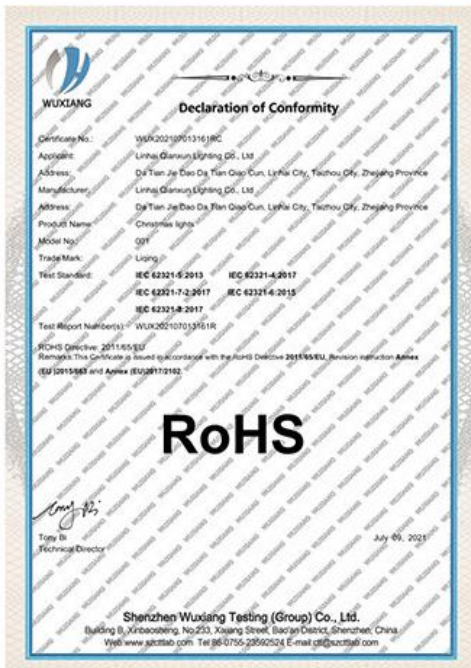 WUXIANG
Declaration of Conformity
Certificate No.: WUX202107013161RC
Applicant: Linhai Qianxun Lighting Co., Ltd
Address: Da Tian Jie Dao Da Tian Qiao Cun, Linhai City, Taizhou City, Zhejiang Province
Manufacturer: Linhai Qianxun Lighting Co., Ltd
Address: Da Tian Jie Dao Da Tian Qiao Cun, Linhai City, Taizhou City, Zhejiang Province
Product Name: Christmas lights
Model No.: 001
Trade Mark: Liqing
Test Standard: IEC 62321-5:2013 IEC 62321-4:2017
IEC 62321-7-2:2017 IEC 62321-6:2015
IEC 62321-8:2017
Test Report Number(s): WUX202107013161R
ROHS Directive: 2011/65/EU
Remarks:This Certificate is issued in accordance with the RoHS Directive 2011/65/EU, Revision instruction Annex
(EU)2015/863 and Annex (EU)2017/2102.
RoHS
Tony Bi
Tony Bi
Technical Director
July 09, 2021
Shenzhen Wuxiang Testing (Group) Co., Ltd.
Building B, Xinbaosheng, No.233, Xixiang Street, Bao'an District, Shenzhen, China
Web:www.szcttlab.com Tel:86-0755-23592524 E-mail:ctt@szcttlab.com